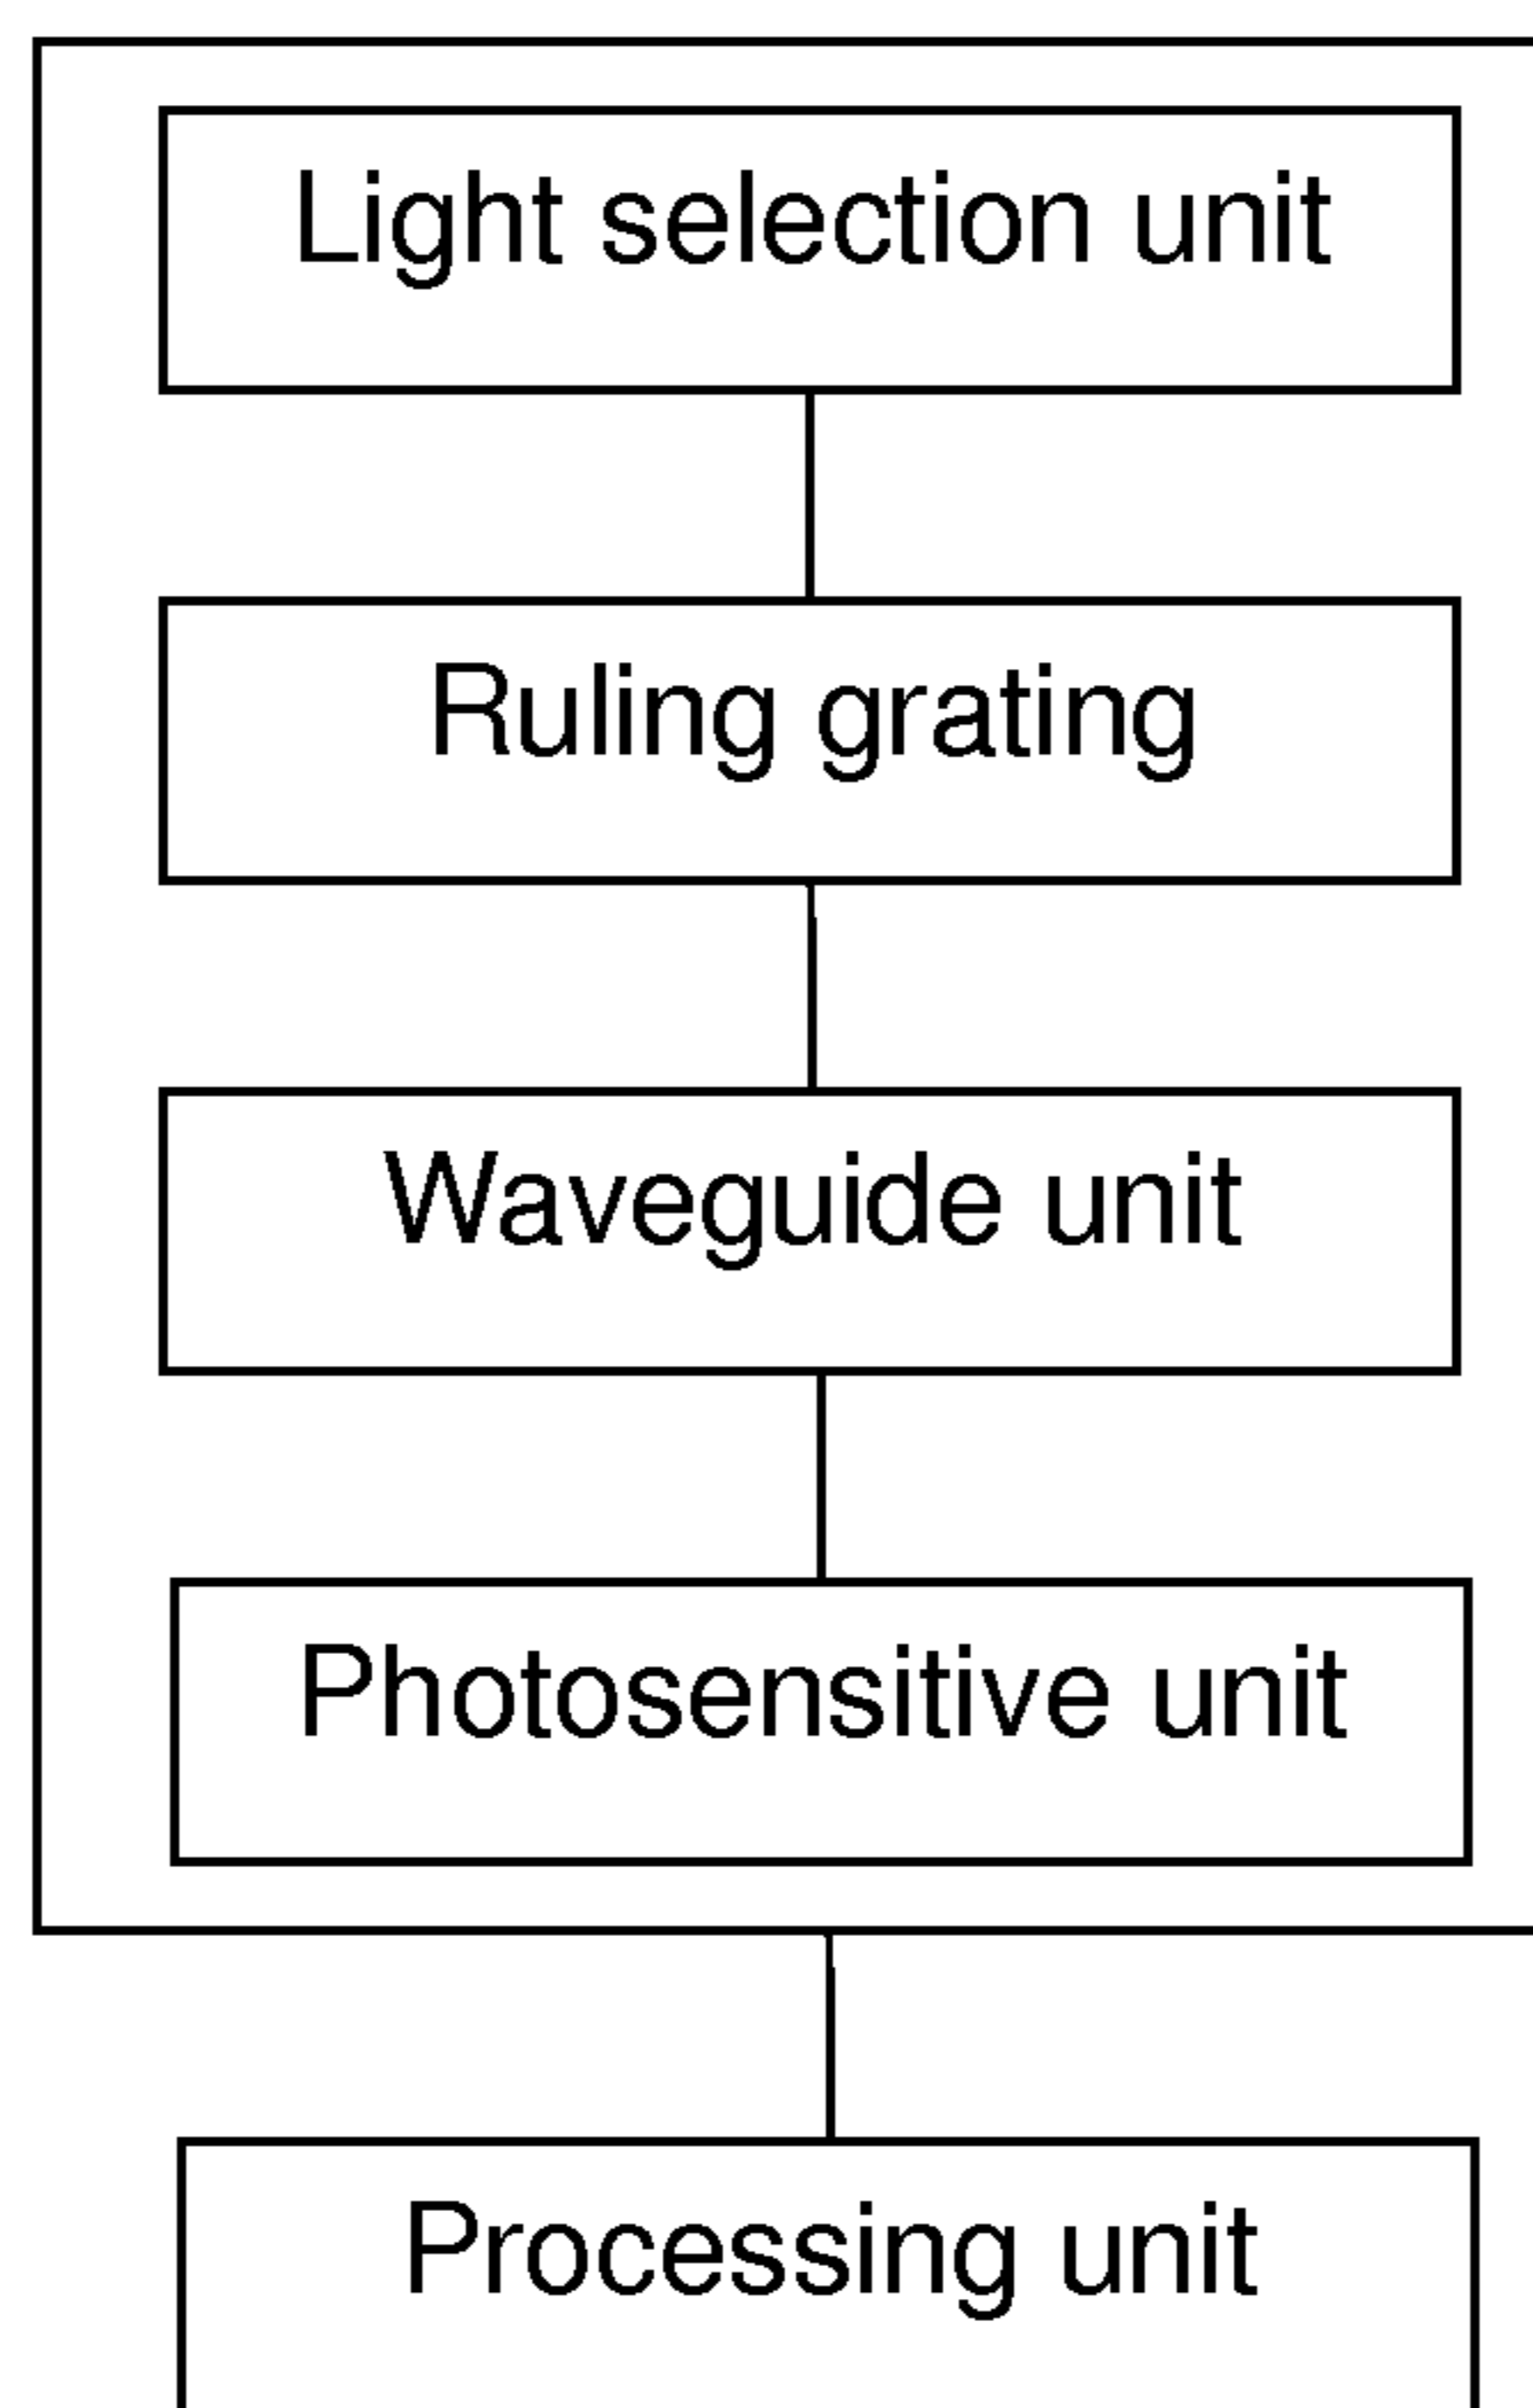 Light selection unit
Ruling grating
Waveguide unit
Photosensitive unit
Processing unit